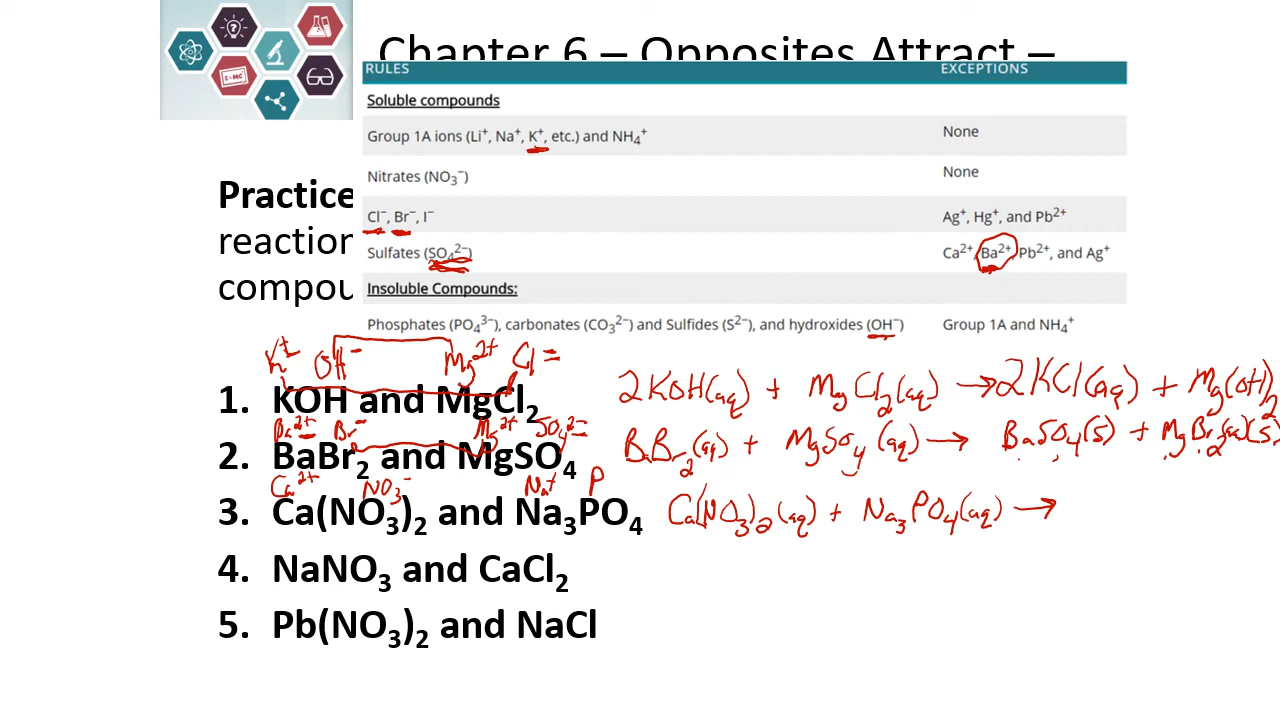 Chapter 6 – Opposites Attract –
RULES EXCEPTIONS
Soluble compounds
Group 1A ions (Li⁺, Na⁺, K⁺, etc.) and NH₄⁺ None
Nitrates (NO₃⁻) None
Cl⁻, Br⁻, I⁻ Ag⁺, Hg⁺, and Pb²⁺
Sulfates (SO₄²⁻) Ca²⁺, Ba²⁺, Pb²⁺, and Ag⁺
Insoluble Compounds:
Phosphates (PO₄³⁻), carbonates (CO₃²⁻) and Sulfides (S²⁻), and hydroxides (OH⁻) Group 1A and NH₄⁺
Practice
reaction
compou
K⁺ OH⁻ Mg²⁺ Cl⁻
1. KOH and MgCl₂ 2KOH(aq) + MgCl₂(aq) → 2KCl(aq) + Mg(OH)₂
Ba²⁺ Br⁻ Mg²⁺ SO₄²⁻
2. BaBr₂ and MgSO₄ BaBr₂(aq) + MgSO₄(aq) → BaSO₄(s) + MgBr₂
Ca²⁺ NO₃⁻ Na⁺ P
3. Ca(NO₃)₂ and Na₃PO₄ Ca(NO₃)₂(aq) + Na₃PO₄(aq) →
4. NaNO₃ and CaCl₂
5. Pb(NO₃)₂ and NaCl